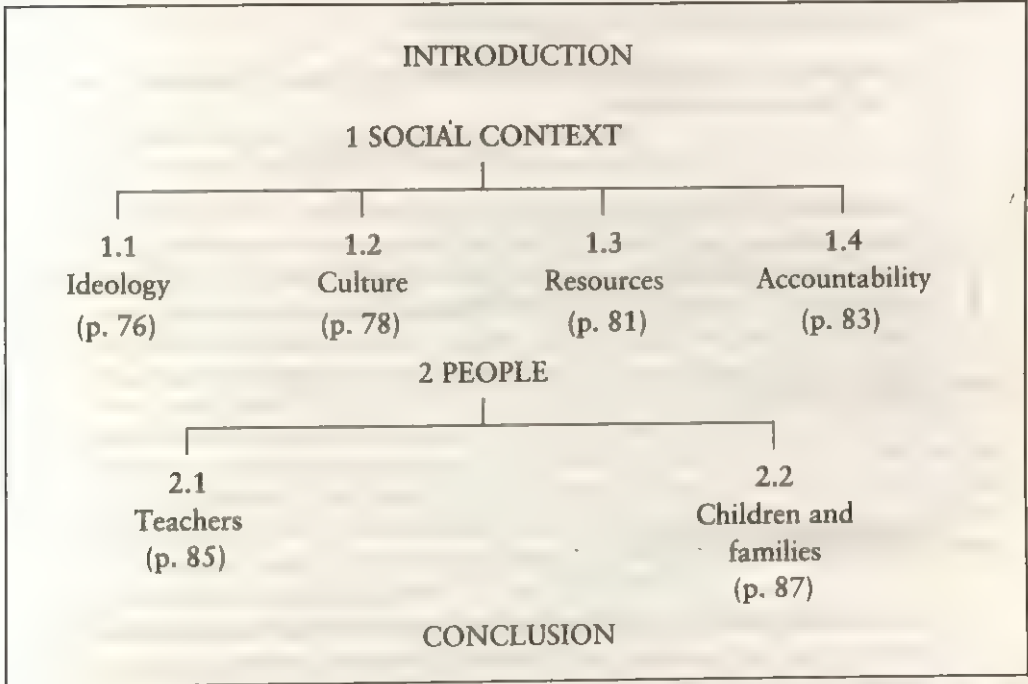 INTRODUCTION
1 SOCIAL CONTEXT
1.1 1.2 1.3 1.4
Ideology Culture Resources Accountability
(p. 76) (p. 78) (p. 81) (p. 83)
2 PEOPLE
2.1 2.2
Teachers Children and
(p. 85) families
(p. 87)
CONCLUSION